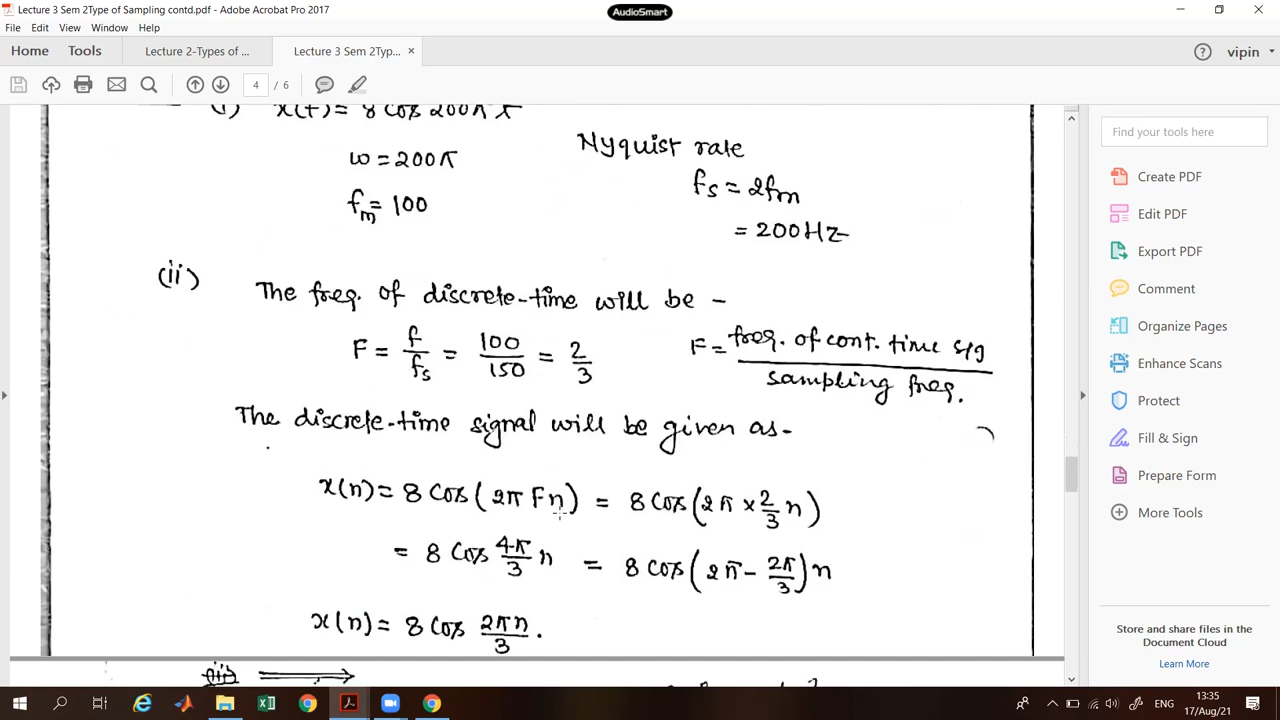 Lecture 3 Sem 2Type of Sampling contd.pdf - Adobe Acrobat Pro 2017
AudioSmart
File Edit View Window Help
Home Tools Lecture 2-Types of ... Lecture 3 Sem 2Typ... × vipin
4 / 6
(i) x(t) = 8 cos 200π t
ω = 200π
fm = 100
Nyquist rate
fs = 2fm
= 200Hz
(ii) The freq. of discrete-time will be -
F = f/fs = 100/150 = 2/3
F = freq. of cont. time sig / sampling freq.
The discrete-time signal will be given as-
x(n) = 8 cos(2π Fn) = 8 cos(2π × 2/3 n)
= 8 cos 4π/3 n = 8 cos(2π - 2π/3)n
x(n) = 8 cos 2πn/3.
(iii)
Find your tools here
Create PDF
Edit PDF
Export PDF
Comment
Organize Pages
Enhance Scans
Protect
Fill & Sign
Prepare Form
More Tools
Store and share files in the
Document Cloud
Learn More
ENG
13:35
17/Aug/21